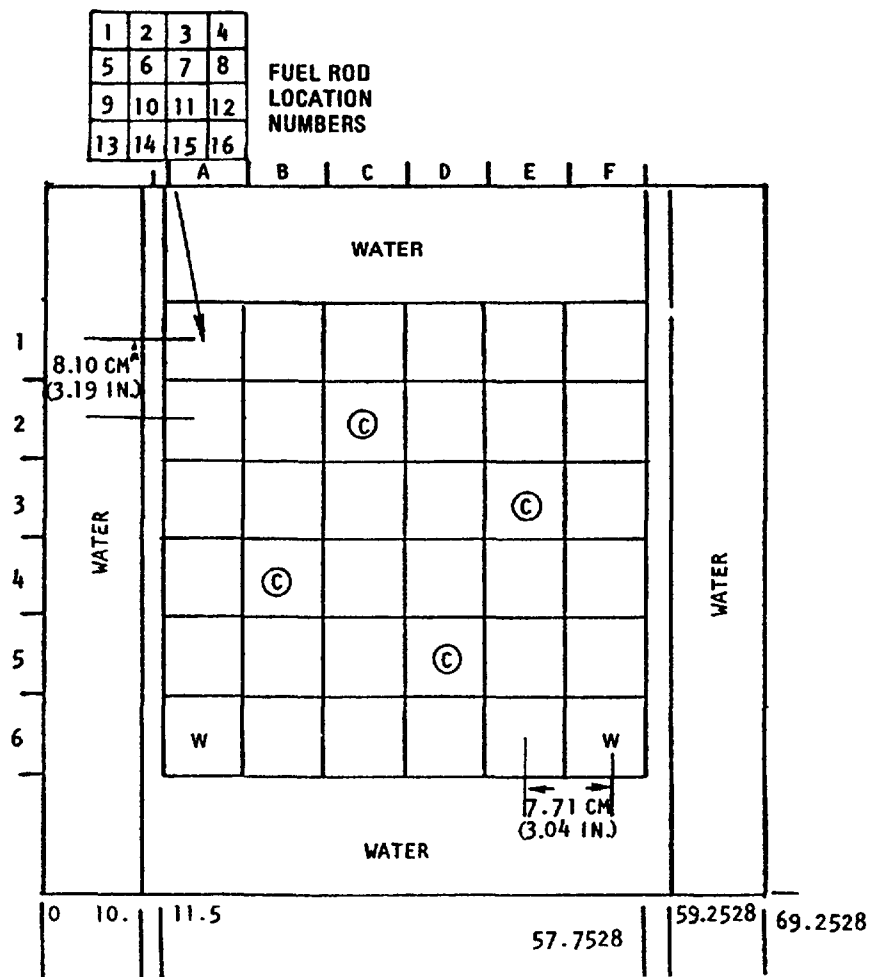 1 2 3 4
5 6 7 8
9 10 11 12
13 14 15 16
FUEL ROD
LOCATION
NUMBERS
A B C D E F
WATER
1
8.10 CM
(3.19 IN.)
2
C
3
C
WATER
4
C
WATER
5
C
6
W
W
7.71 CM
(3.04 IN.)
WATER
0 10. 11.5 59.2528 69.2528
57.7528